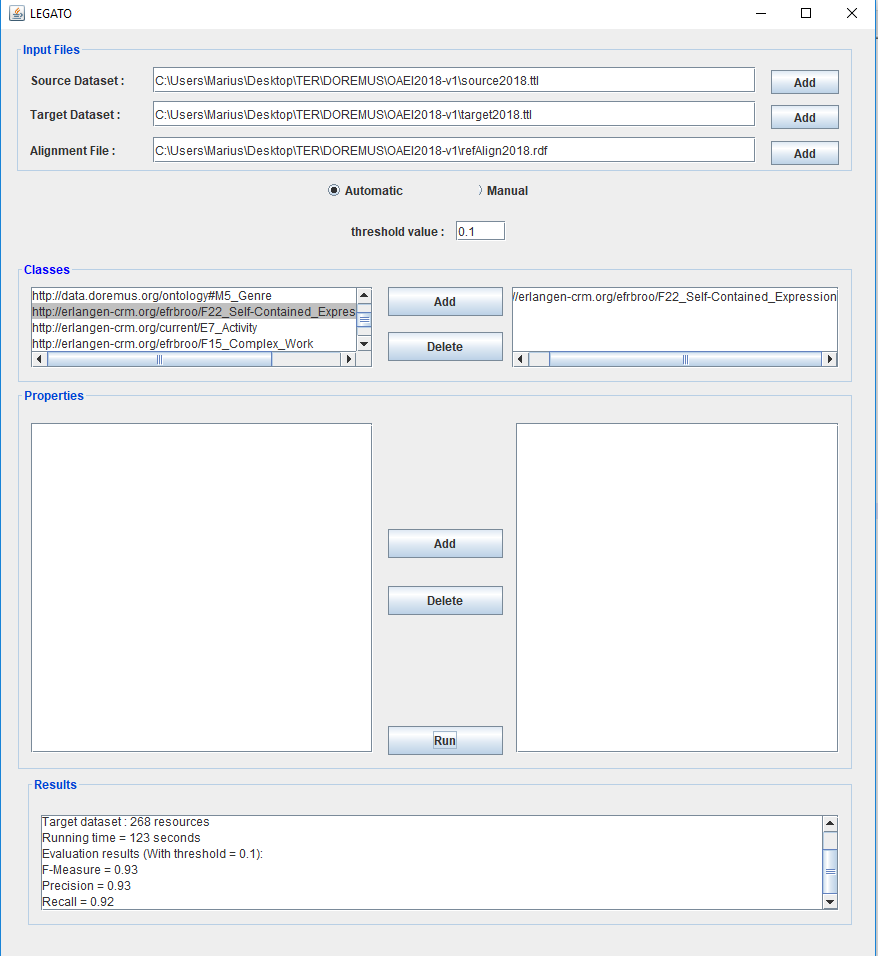 LEGATO
Input Files
Source Dataset : C:\Users\Marius\Desktop\TER\DOREMUS\OAEI2018-v1\source2018.ttl Add
Target Dataset : C:\Users\Marius\Desktop\TER\DOREMUS\OAEI2018-v1\target2018.ttl Add
Alignment File : C:\Users\Marius\Desktop\TER\DOREMUS\OAEI2018-v1\refAlign2018.rdf Add
Automatic Manual
threshold value : 0.1
Classes
http://data.doremus.org/ontology#M5_Genre
http://erlangen-crm.org/efrbroo/F22_Self-Contained_Expres
http://erlangen-crm.org/current/E7_Activity
http://erlangen-crm.org/efrbroo/F15_Complex_Work
Add
Delete
//erlangen-crm.org/efrbroo/F22_Self-Contained_Expression
Properties
Add
Delete
Run
Results
Target dataset : 268 resources
Running time = 123 seconds
Evaluation results (With threshold = 0.1):
F-Measure = 0.93
Precision = 0.93
Recall = 0.92